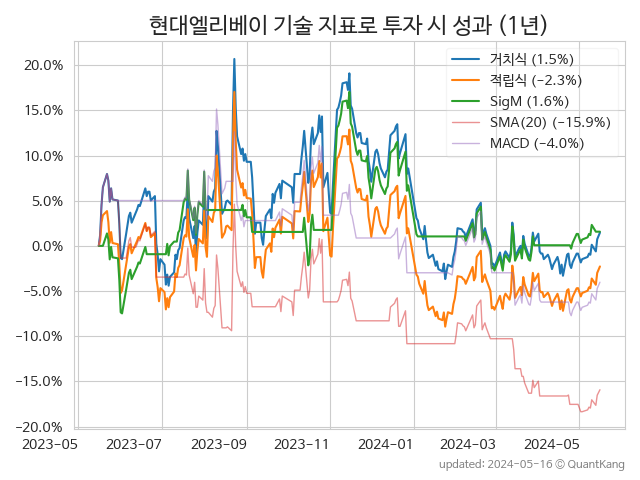 현대엘리베이 기술 지표로 투자 시 성과 (1년)
거치식 (1.5%)
적립식 (−2.3%)
SigM (1.6%)
SMA(20) (−15.9%)
MACD (−4.0%)
20.0%
15.0%
10.0%
5.0%
0.0%
−5.0%
−10.0%
−15.0%
−20.0%
2023-05 2023-07 2023-09 2023-11 2024-01 2024-03 2024-05
updated: 2024-05-16 ⓒ QuantKang